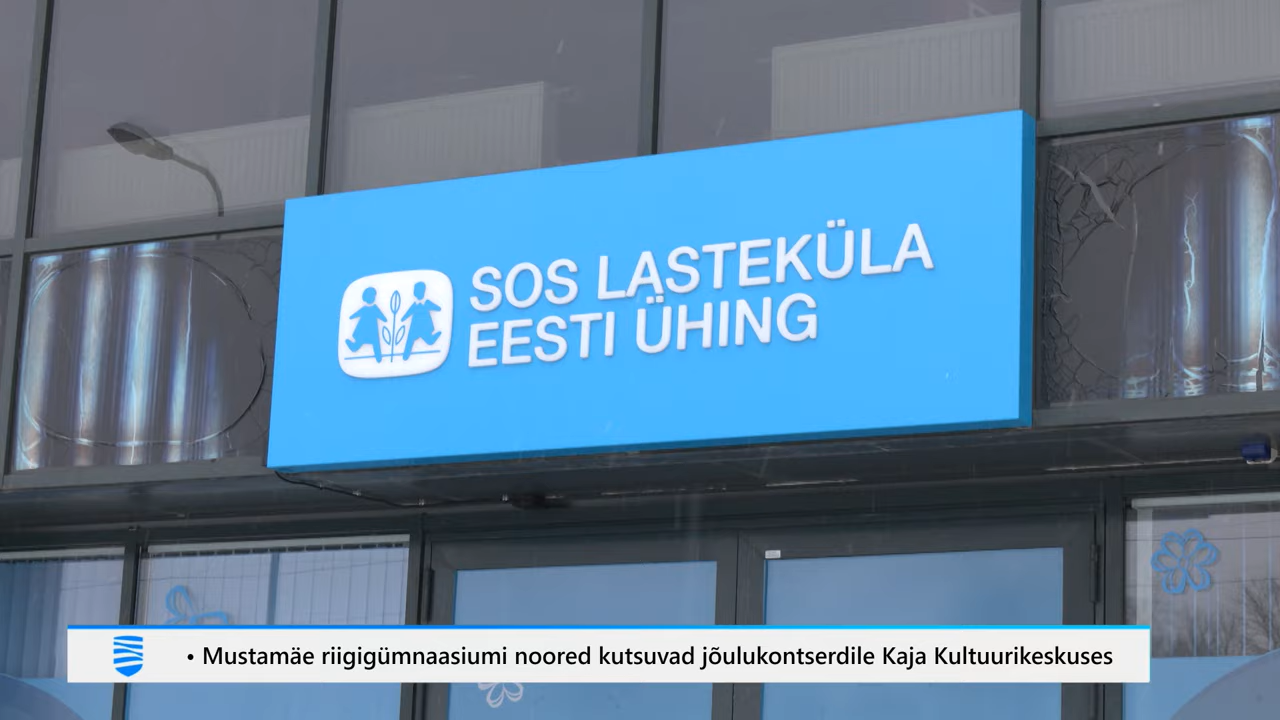 SOS LASTEKÜLA
EESTI ÜHING
• Mustamäe riigigümnaasiumi noored kutsuvad jõulukontserdile Kaja Kultuurikeskuses